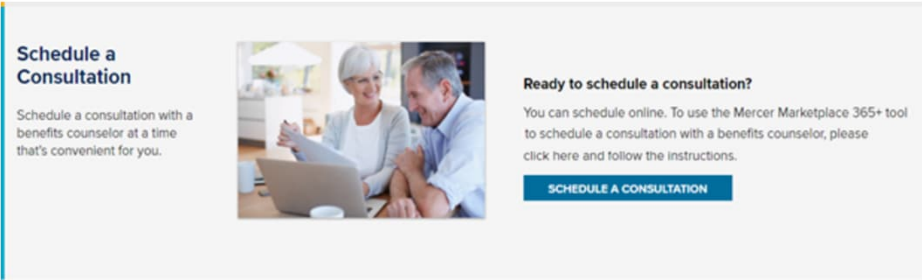 Schedule a
Consultation
Schedule a consultation with a
benefits counselor at a time
that's convenient for you.
Ready to schedule a consultation?
You can schedule online. To use the Mercer Marketplace 365+ tool
to schedule a consultation with a benefits counselor, please
click here and follow the instructions.
SCHEDULE A CONSULTATION